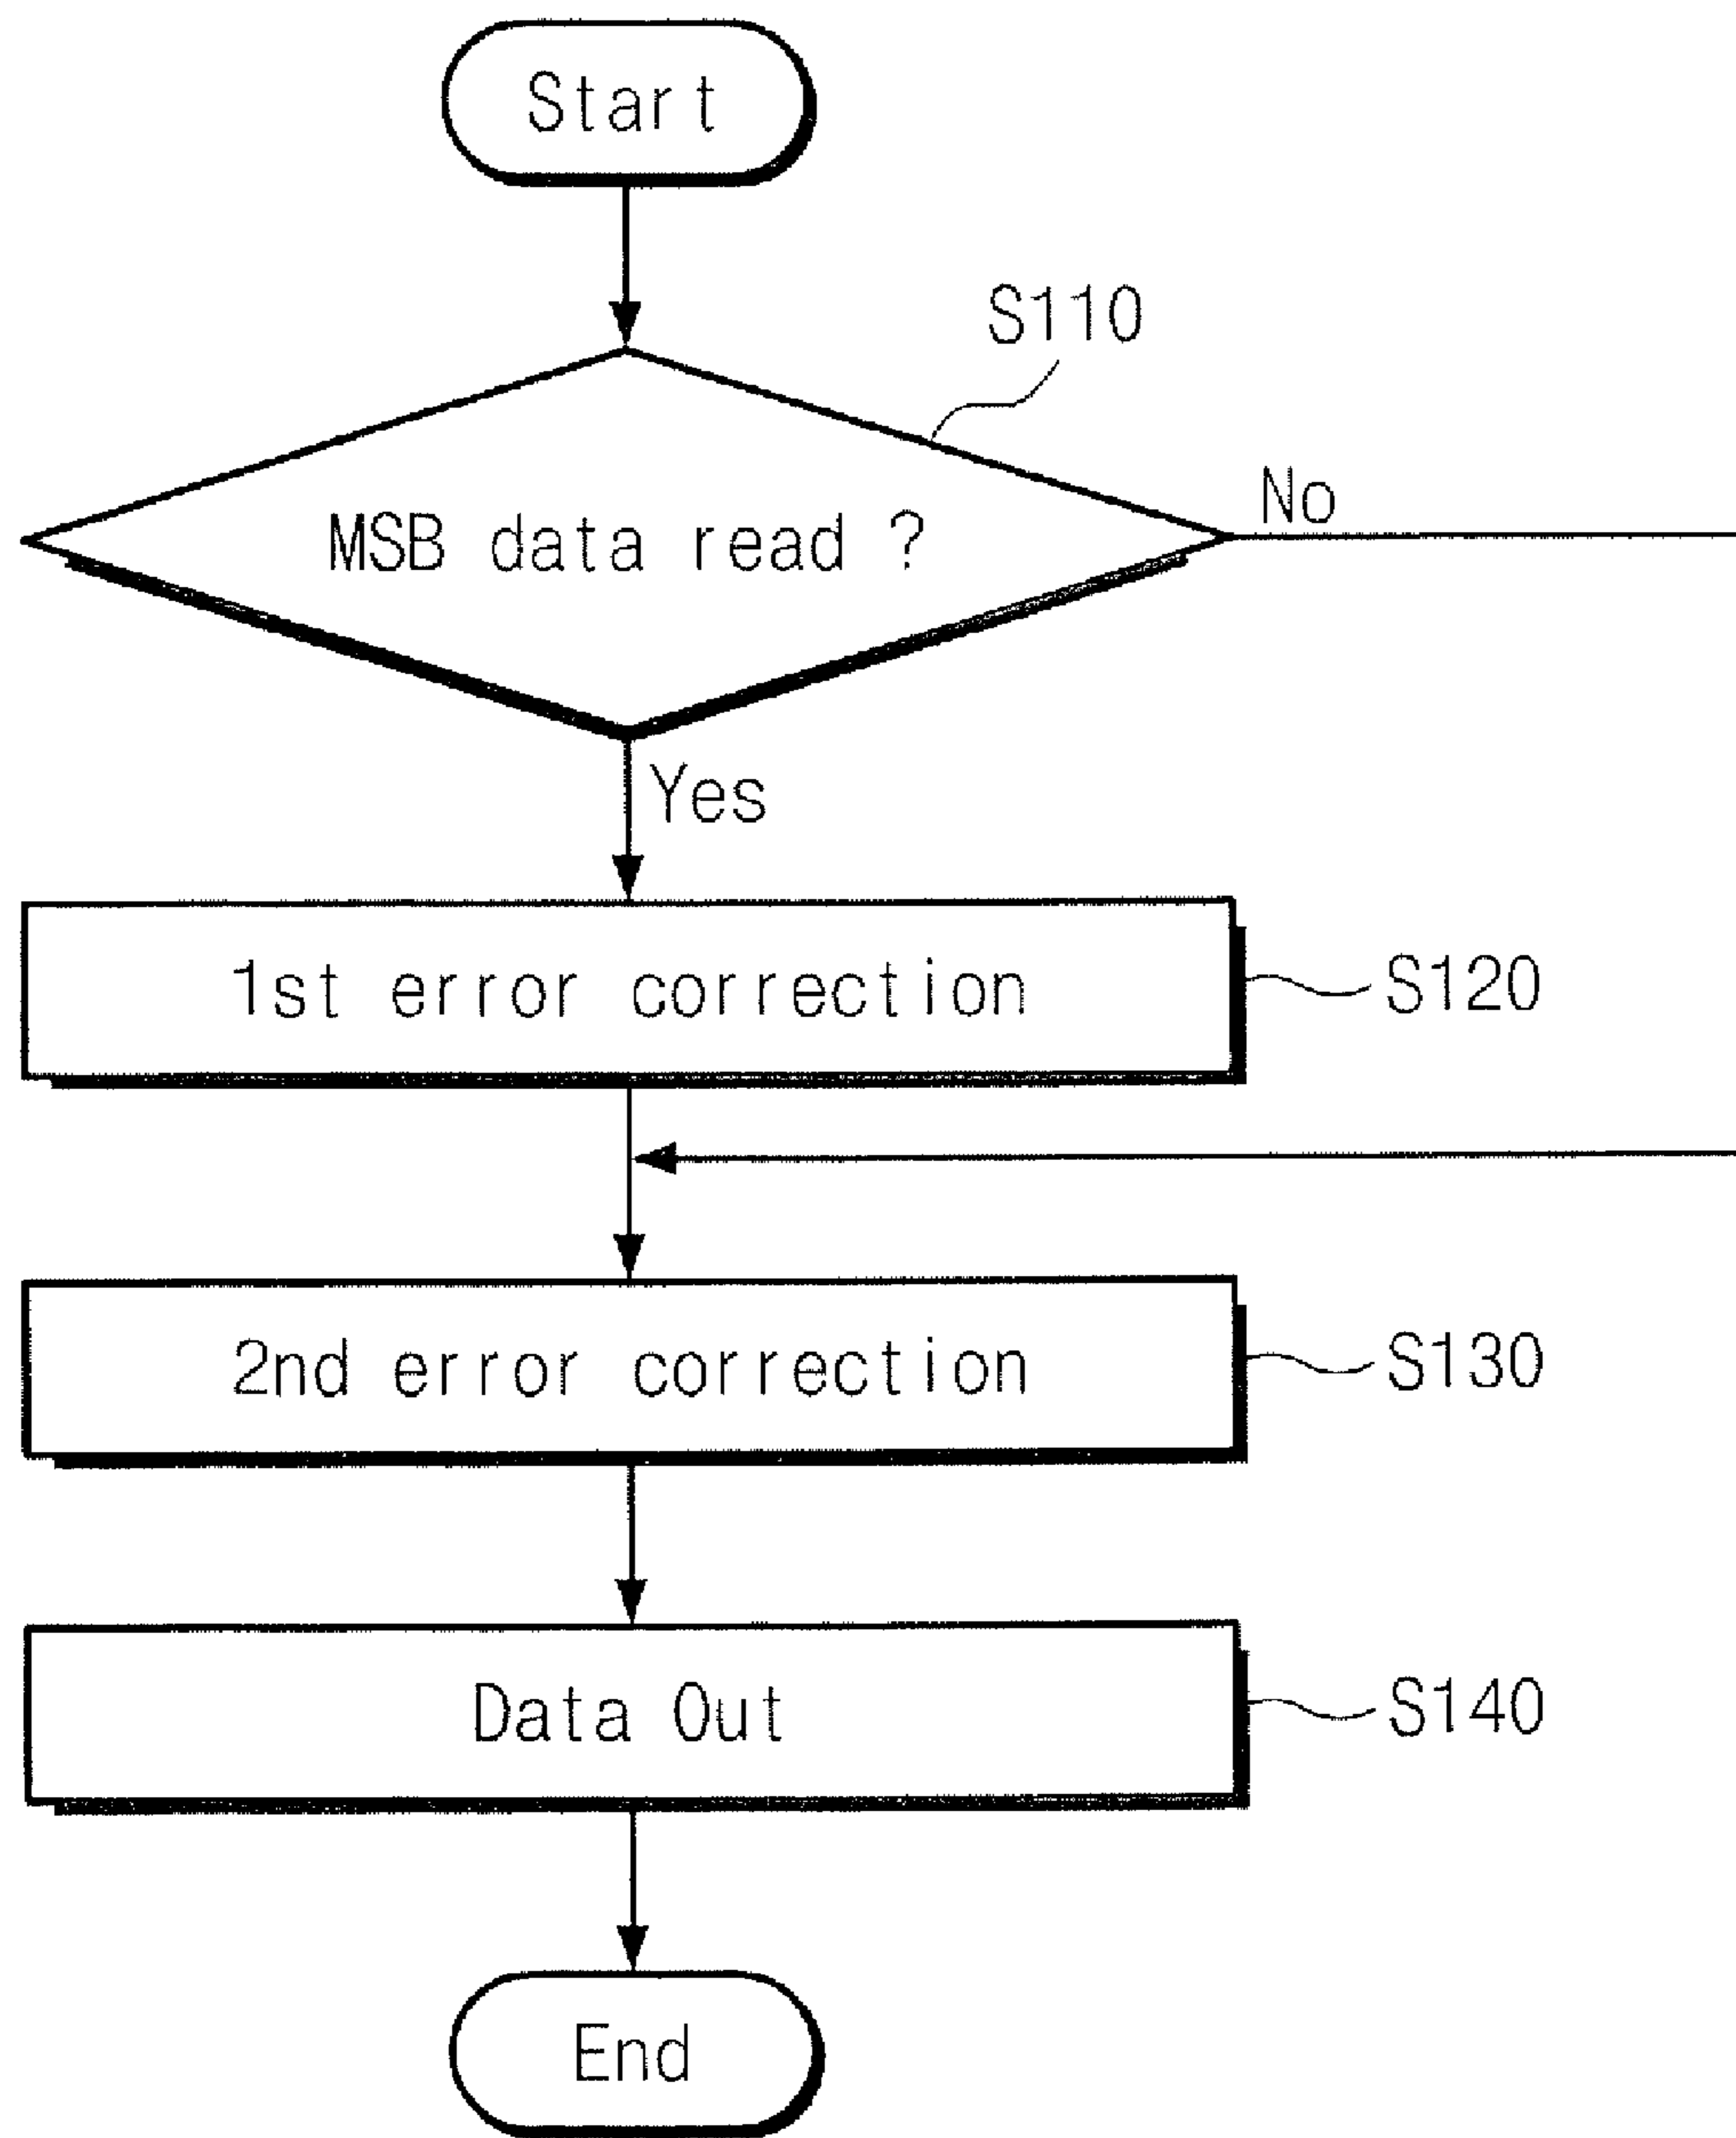 Start
S110
MSB data read ?
No
Yes
1st error correction
S120
2nd error correction
S130
Data Out
S140
End